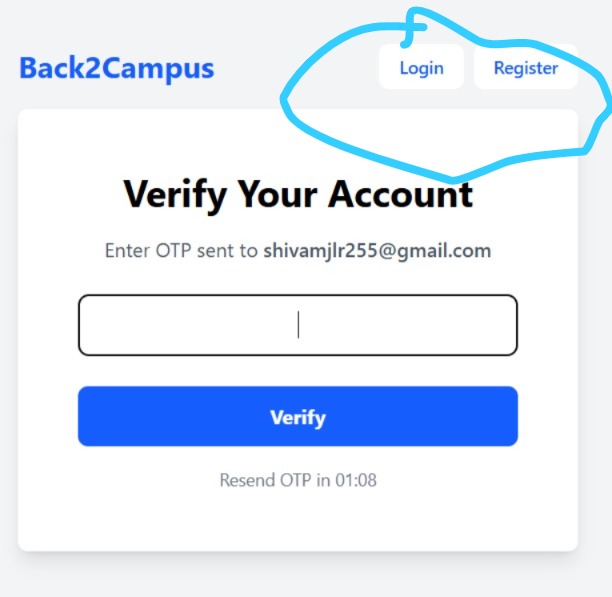 Back2Campus
Login Register
Verify Your Account
Enter OTP sent to shivamjlr255@gmail.com
Verify
Resend OTP in 01:08